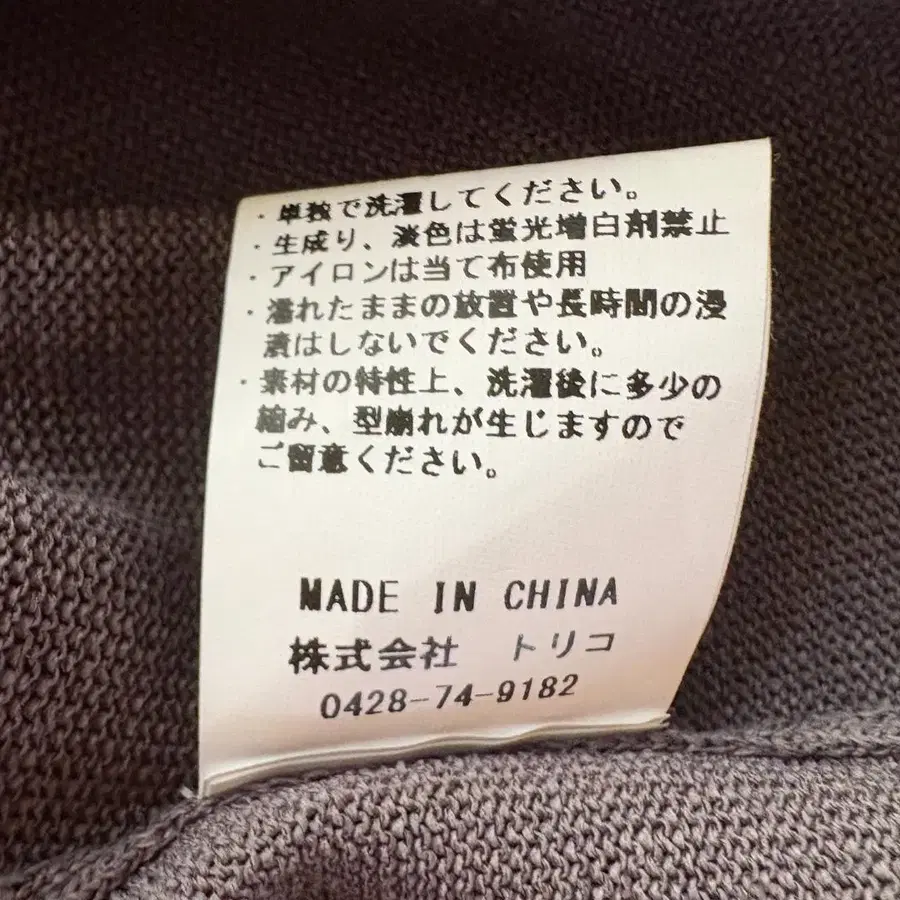 ・単独で洗濯してください。
・生成り、淡色は蛍光増白剤禁止
・アイロンは当て布使用
・濡れたままの放置や長時間の浸
漬はしないでください。
・素材の特性上、洗濯後に多少の
縮み、型崩れが生じますので
ご留意ください。
MADE IN CHINA
株式会社 トリコ
0428-74-9182